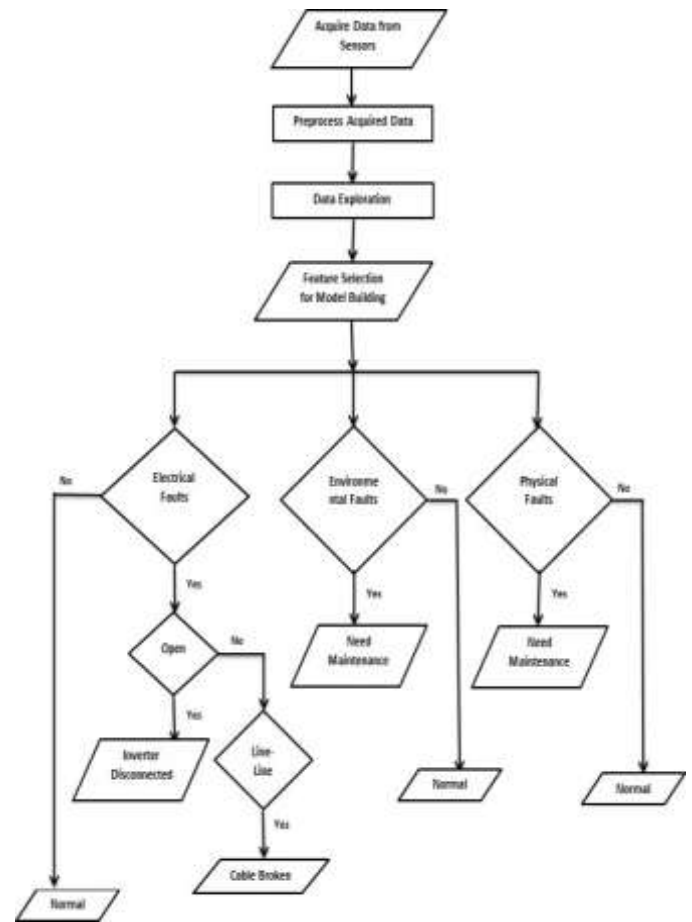 Acquire Data from
Sensors
Preprocess Acquired Data
Data Exploration
Feature Selection
for Model Building
No
Electrical
Faults
Environme
ntal Faults
No
Physical
Faults
No
Yes
Yes
Yes
Open
No
Need
Maintenance
Need
Maintenance
Yes
Inverter
Disconnected
Line-
Line
Normal
Normal
Yes
Cable Broken
Normal